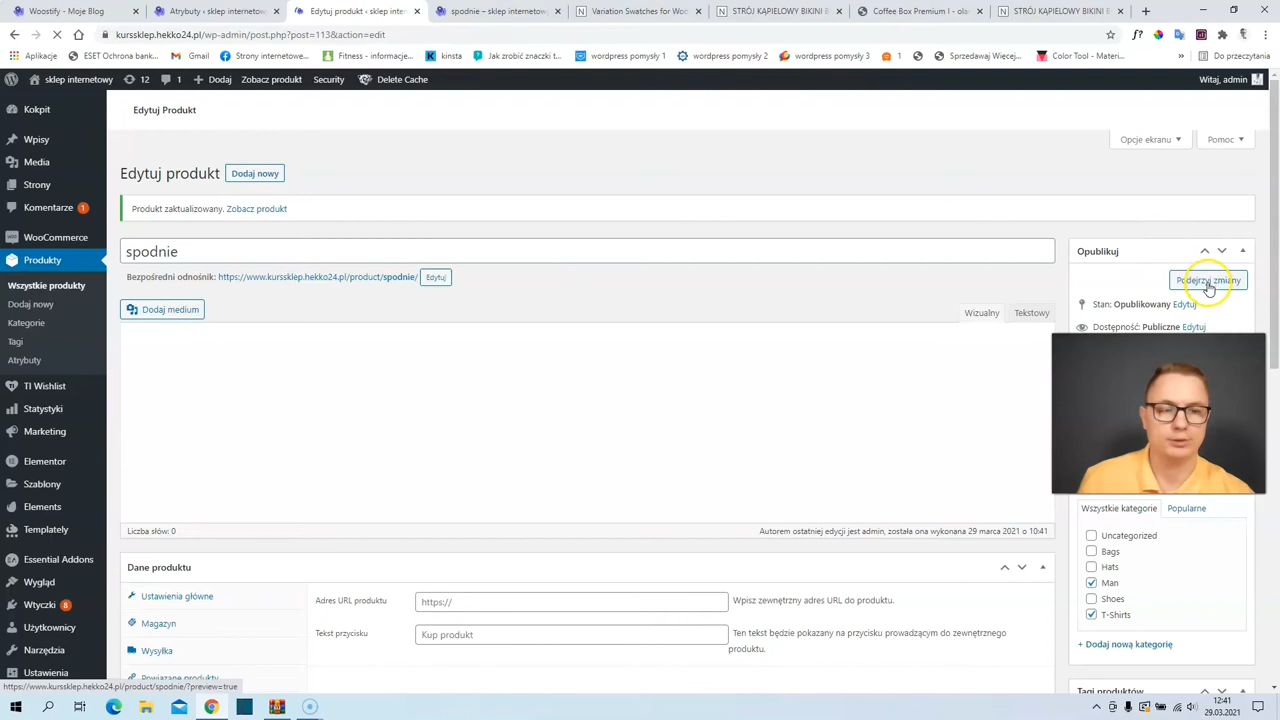 Woostify – Moje Blog
Atrybuty ‹ sklep internetowy
Edytuj produkt ‹ sklep internet
spodnie – sklep internetowy
Variation Swatches for Woo
STRÓJ KĄPIELOWY BIKINI B
Coffee Box Premium I - ola
STRÓJ KĄPIELOWY BIKINI B
kurssklep.hekko24.pl/wp-admin/post.php?post=113&action=edit
Aplikacje
ESET Ochrona bank...
Strony internetowe...
Fitness - informacje...
kinsta
Jak zrobić znaczki t...
wordpress pomysły 1
wordpress pomysły 2
wordpress pomysły 3
1
Sprzedawaj Więcej,...
Color Tool - Materi...
»
Do przeczytania
sklep internetowy
12
1
Dodaj
Zobacz produkt
Security
Delete Cache
Witaj, admin
Edytuj Produkt
Opcje ekranu
Pomoc
Edytuj produkt
Dodaj nowy
Produkt zaktualizowany. Zobacz produkt
spodnie
Bezpośredni odnośnik: https://www.kurssklep.hekko24.pl/product/spodnie/ Edytuj
Dodaj medium
Wizualny
Tekstowy
Liczba słów: 0
Autorem ostatniej edycji jest admin, została ona wykonana 29 marca 2021 o 10:41
Kokpit
Wpisy
Media
Strony
Komentarze 1
WooCommerce
Produkty
Wszystkie produkty
Dodaj nowy
Kategorie
Tagi
Atrybuty
TI Wishlist
Statystyki
Marketing
Elementor
Szablony
Elements
Templately
Essential Addons
Wygląd
Wtyczki 8
Użytkownicy
Narzędzia
Ustawienia
Dane produktu
Ustawienia główne
Magazyn
Wysyłka
Powiązane produkty
Adres URL produktu
https://
Wpisz zewnętrzny adres URL do produktu.
Tekst przycisku
Kup produkt
Ten tekst będzie pokazany na przycisku prowadzącym do zewnętrznego
produktu.
Opublikuj
Podejrzyj zmiany
Stan: Opublikowany Edytuj
Dostępność: Publiczne Edytuj
Wszystkie kategorie
Popularne
Uncategorized
Bags
Hats
Man
Shoes
T-Shirts
+ Dodaj nową kategorię
Tagi produktów
https://www.kurssklep.hekko24.pl/product/spodnie/?preview=true
12:41
29.03.2021